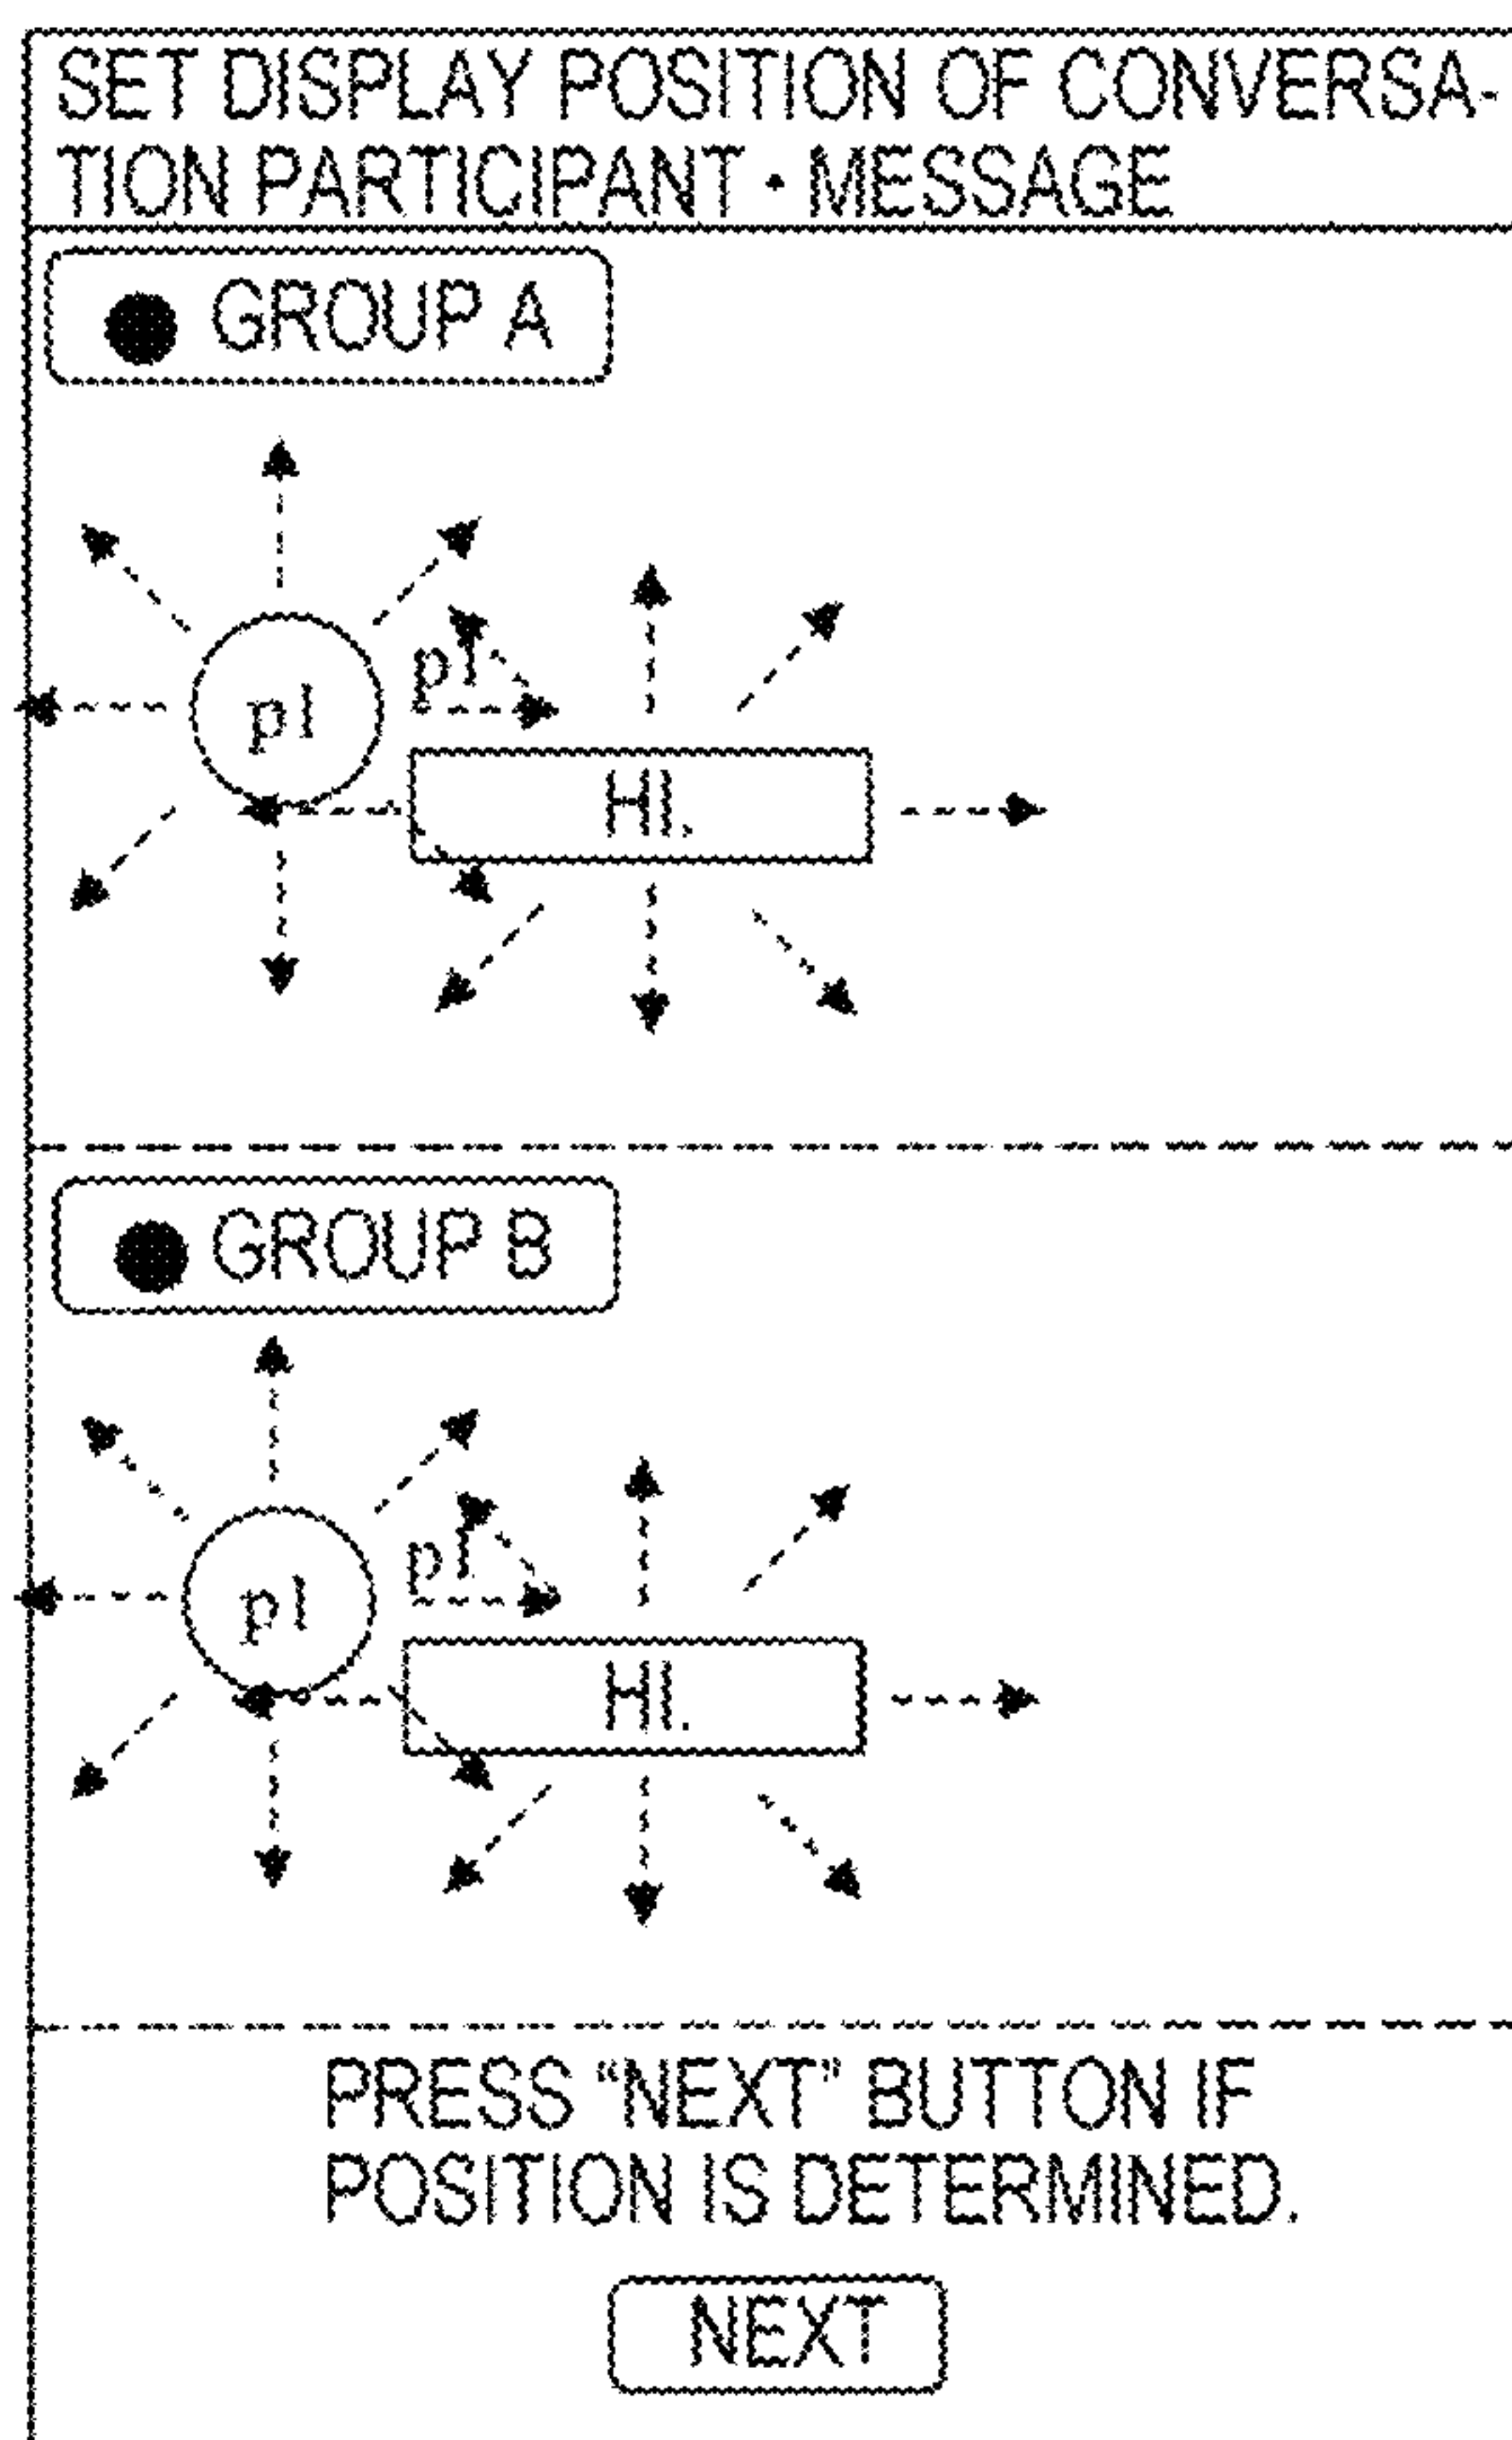 SET DISPLAY POSITION OF CONVERSA-
TION PARTICIPANT · MESSAGE
● GROUP A
p1
p1
HI.
● GROUP B
p1
p1
HI.
PRESS “NEXT” BUTTON IF
POSITION IS DETERMINED.
NEXT